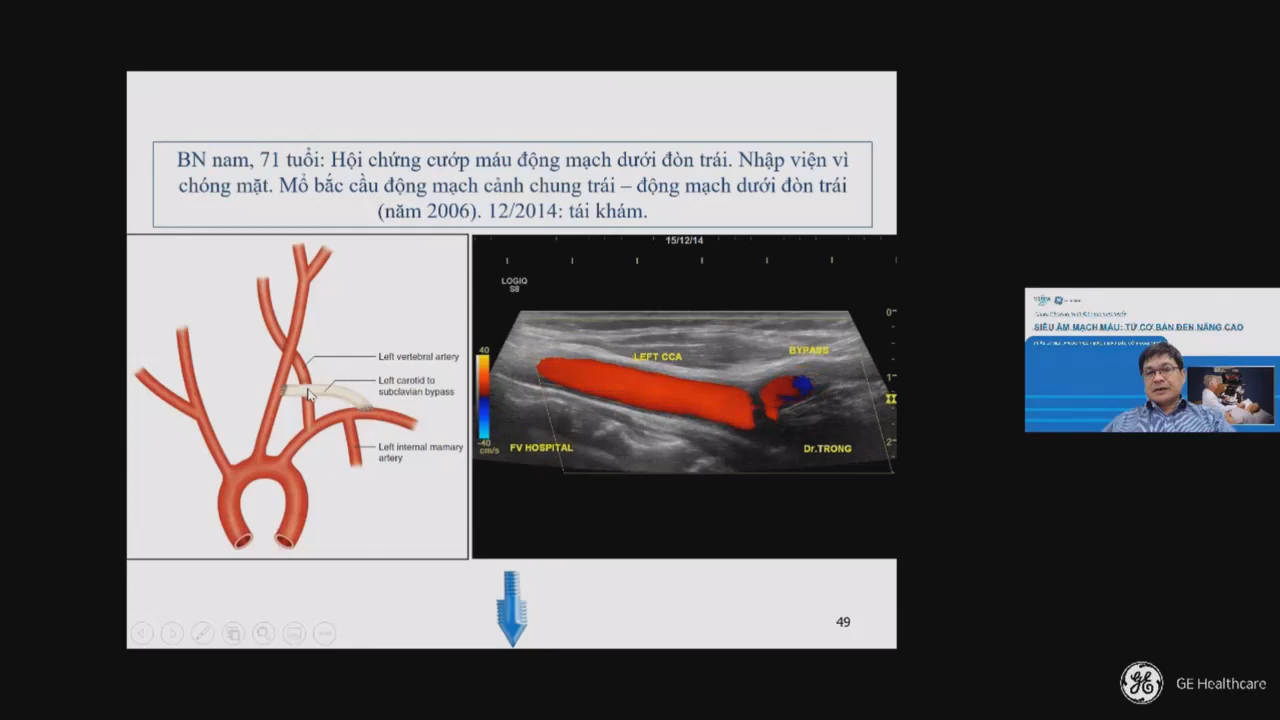 BN nam, 71 tuổi: Hội chứng cướp máu động mạch dưới đòn trái. Nhập viện vì
chóng mặt. Mổ bắc cầu động mạch cảnh chung trái – động mạch dưới đòn trái
(năm 2006). 12/2014: tái khám.
Left vertebral artery
Left carotid to
subclavian bypass
Left internal mamary
artery
15/12/14
LOGIQ
S8
40
-40
cm/s
LEFT CCA
BYPASS
FV HOSPITAL
Dr.TRONG
0
1
2
49
SIÊU ÂM MẠCH MÁU: TỪ CƠ BẢN ĐẾN NÂNG CAO
GE Healthcare